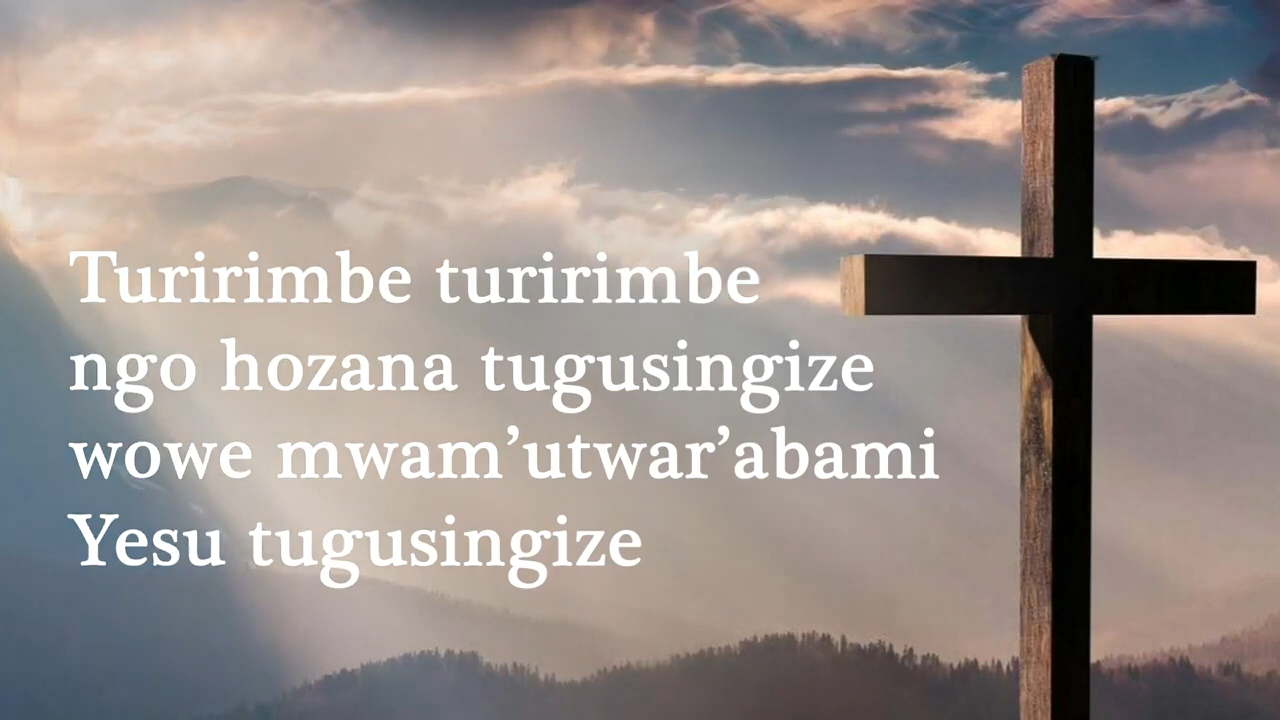 Turirimbe turirimbe
ngo hozana tugusingize
wowe mwam’utwar’abami
Yesu tugusingize